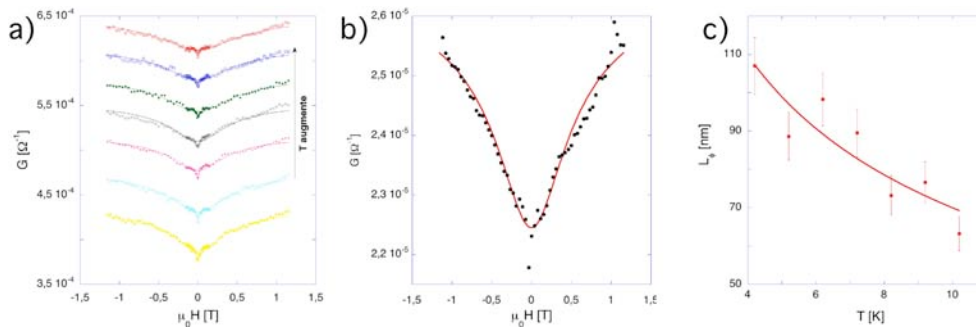 a)
6,5 10⁻⁴
5,5 10⁻⁴
4,5 10⁻⁴
3,5 10⁻⁴
G [Ω⁻¹]
T augmente
-1,5 -1 -0,5 0 0,5 1 1,5
μ₀H [T]
b)
2,6 10⁻⁵
2,5 10⁻⁵
2,4 10⁻⁵
2,3 10⁻⁵
2,2 10⁻⁵
G [Ω⁻¹]
-1,5 -1 -0,5 0 0,5 1 1,5
μ₀H [T]
c)
110
90
70
50
Lϕ [nm]
4 6 8 10
T [K]